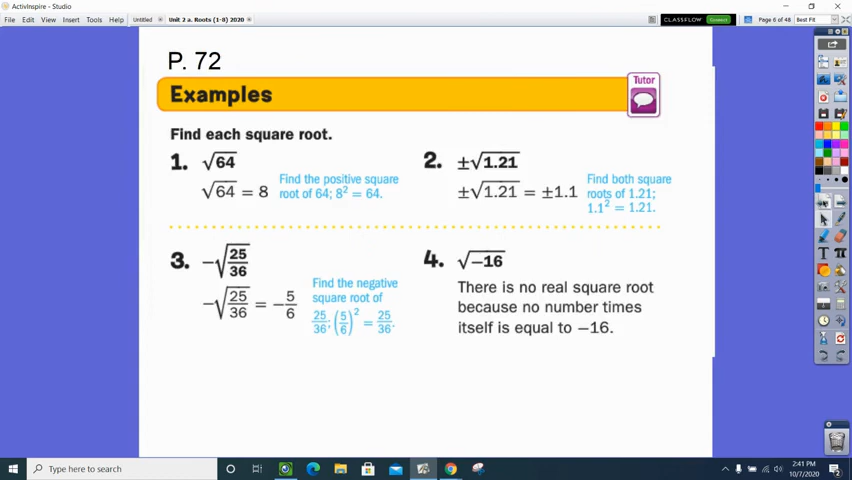 ActivInspire - Studio
File Edit View Insert Tools Help
Untitled
Unit 2 a. Roots (1-8) 2020
CLASSFLOW
Connect
Page 6 of 48
Best Fit
P. 72
Examples
Tutor
Find each square root.
1. √64
√64 = 8
Find the positive square
root of 64; 8² = 64.
2. ±√1.21
±√1.21 = ±1.1
Find both square
roots of 1.21;
1.1² = 1.21.
3. −√25/36
−√25/36 = −5/6
Find the negative
square root of
25/36; (5/6)² = 25/36.
4. √−16
There is no real square root
because no number times
itself is equal to −16.
Type here to search
2:41 PM
10/7/2020